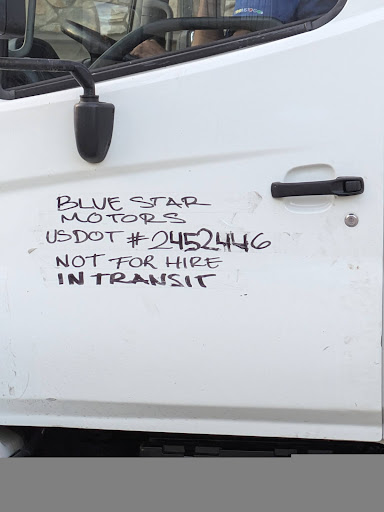 BLUE STAR
MOTORS
USDOT # 2452446
NOT FOR HIRE
IN TRANSIT